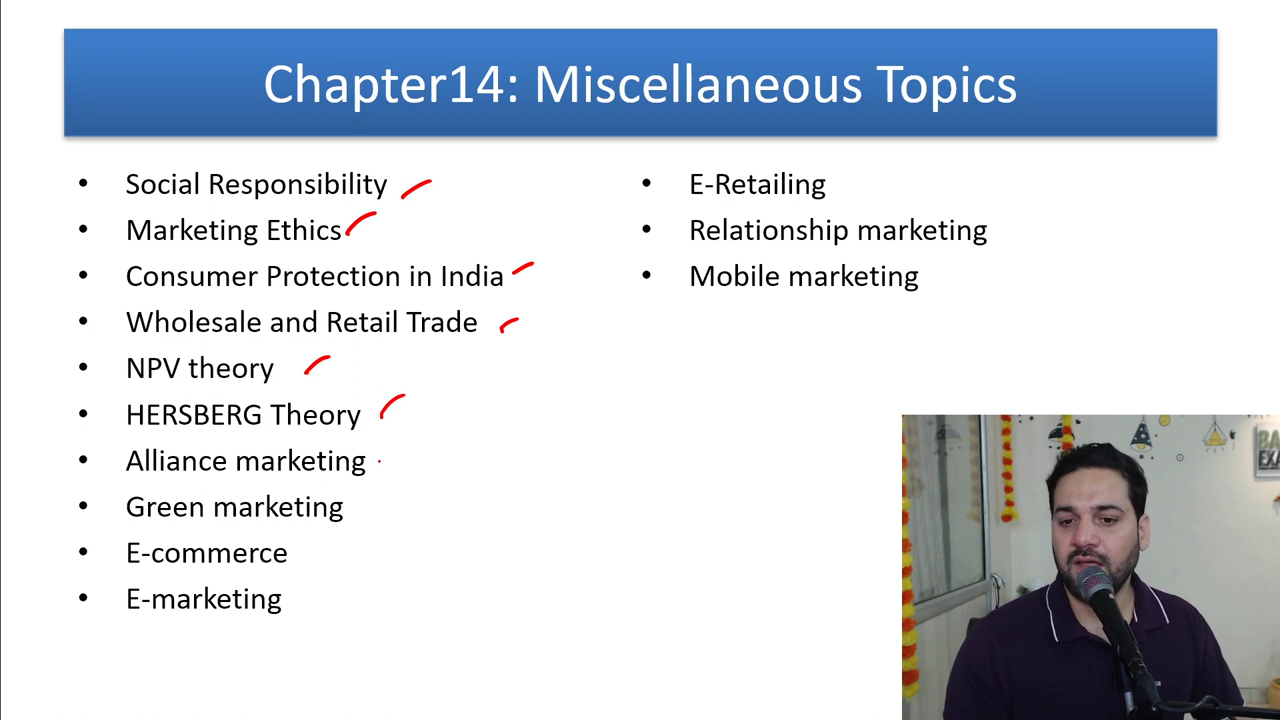 Chapter14: Miscellaneous Topics
• Social Responsibility
• Marketing Ethics
• Consumer Protection in India
• Wholesale and Retail Trade
• NPV theory
• HERSBERG Theory
• Alliance marketing
• Green marketing
• E-commerce
• E-marketing
• E-Retailing
• Relationship marketing
• Mobile marketing